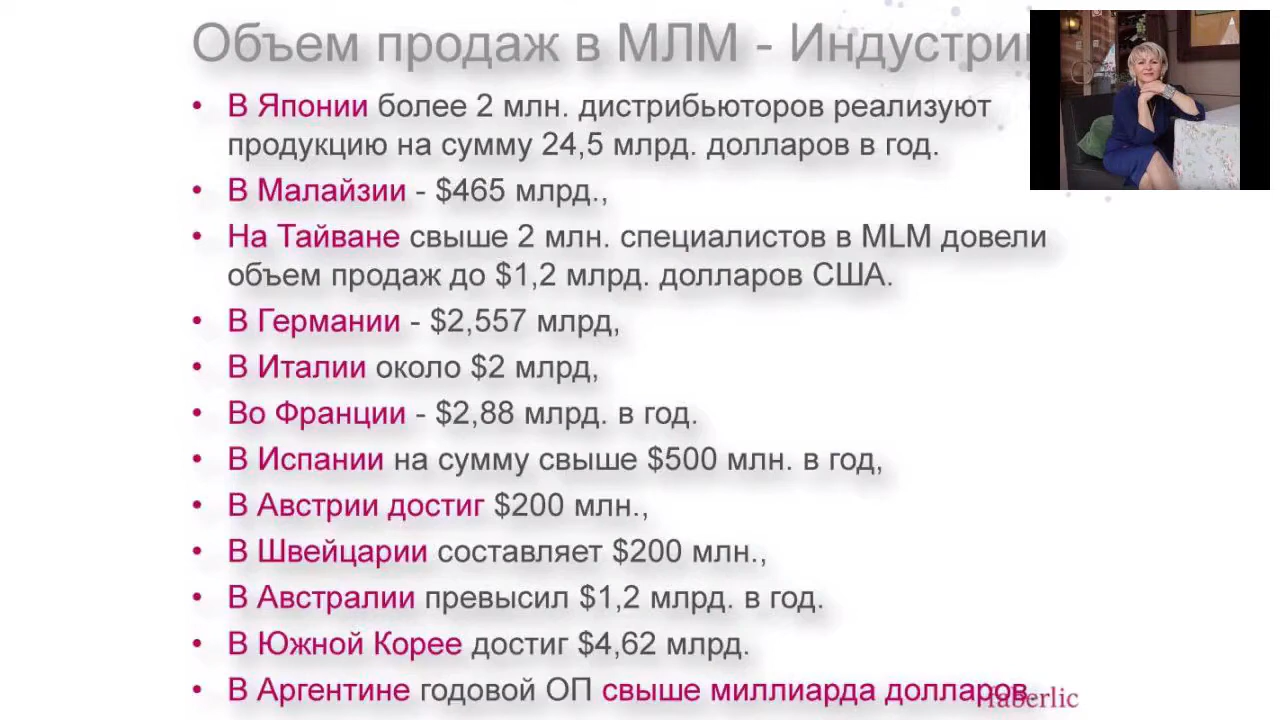 Объем продаж в МЛМ - Индустрии
• В Японии более 2 млн. дистрибьюторов реализуют
продукцию на сумму 24,5 млрд. долларов в год.
• В Малайзии - $465 млрд.,
• На Тайване свыше 2 млн. специалистов в MLM довели
объем продаж до $1,2 млрд. долларов США.
• В Германии - $2,557 млрд,
• В Италии около $2 млрд,
• Во Франции - $2,88 млрд. в год.
• В Испании на сумму свыше $500 млн. в год,
• В Австрии достиг $200 млн.,
• В Швейцарии составляет $200 млн.,
• В Австралии превысил $1,2 млрд. в год.
• В Южной Корее достиг $4,62 млрд.
• В Аргентине годовой ОП свыше миллиарда долларов.
faberlic